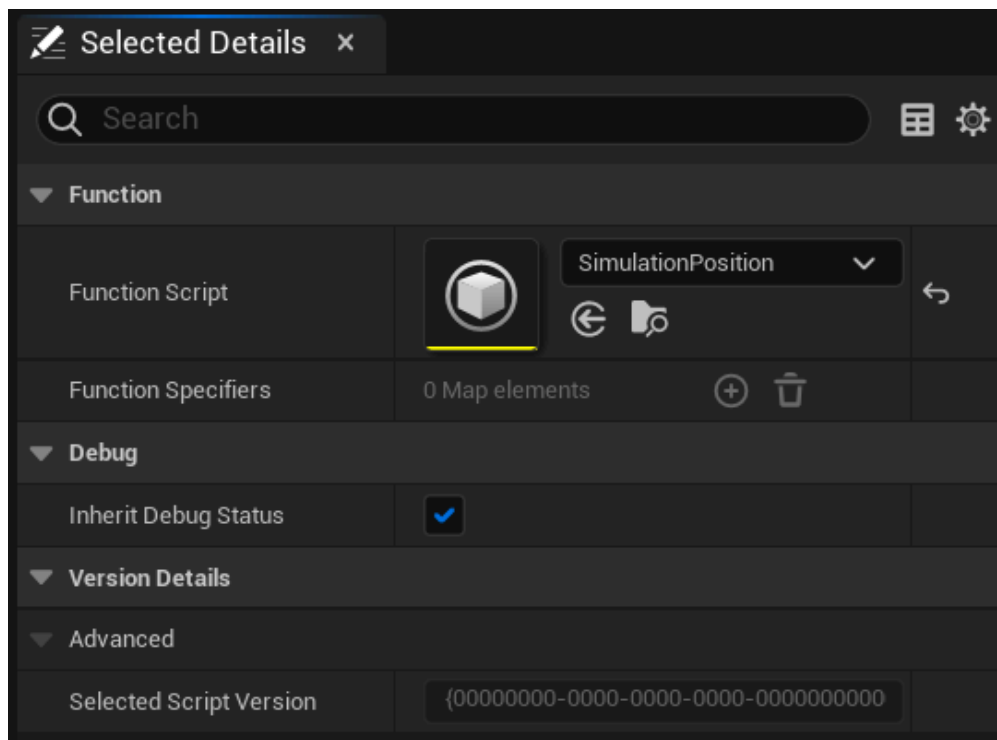 Selected Details
Search
Function
Function Script
SimulationPosition
Function Specifiers
0 Map elements
Debug
Inherit Debug Status
Version Details
Advanced
Selected Script Version
{00000000-0000-0000-0000-0000000000